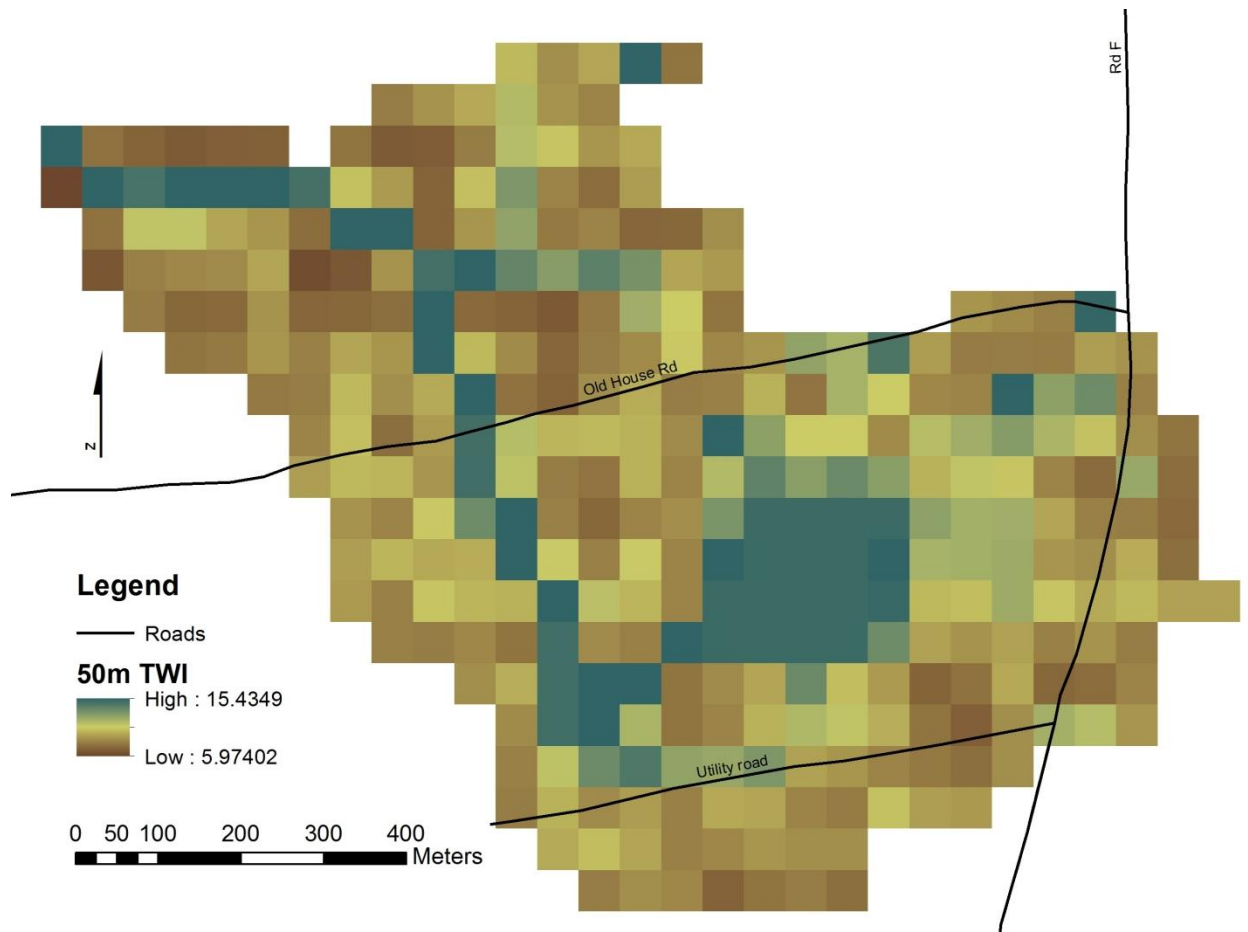 Rd F
Old House Rd
N
Legend
Roads
50m TWI
High : 15.4349
Low : 5.97402
Utility road
0 50 100 200 300 400
Meters